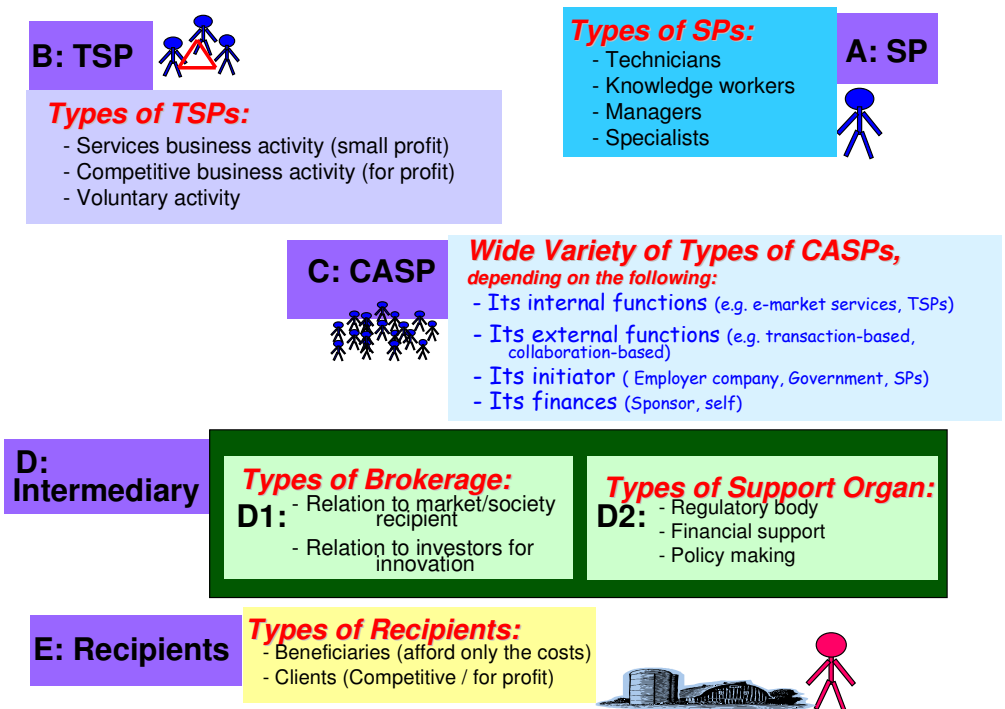 B: TSP
Types of TSPs:
- Services business activity (small profit)
- Competitive business activity (for profit)
- Voluntary activity
Types of SPs:
- Technicians
- Knowledge workers
- Managers
- Specialists
A: SP
C: CASP
Wide Variety of Types of CASPs,
depending on the following:
- Its internal functions (e.g. e-market services, TSPs)
- Its external functions (e.g. transaction-based,
collaboration-based)
- Its initiator ( Employer company, Government, SPs)
- Its finances (Sponsor, self)
D:
Intermediary
Types of Brokerage:
D1:
- Relation to market/society
recipient
- Relation to investors for
innovation
Types of Support Organ:
D2:
- Regulatory body
- Financial support
- Policy making
E: Recipients
Types of Recipients:
- Beneficiaries (afford only the costs)
- Clients (Competitive / for profit)